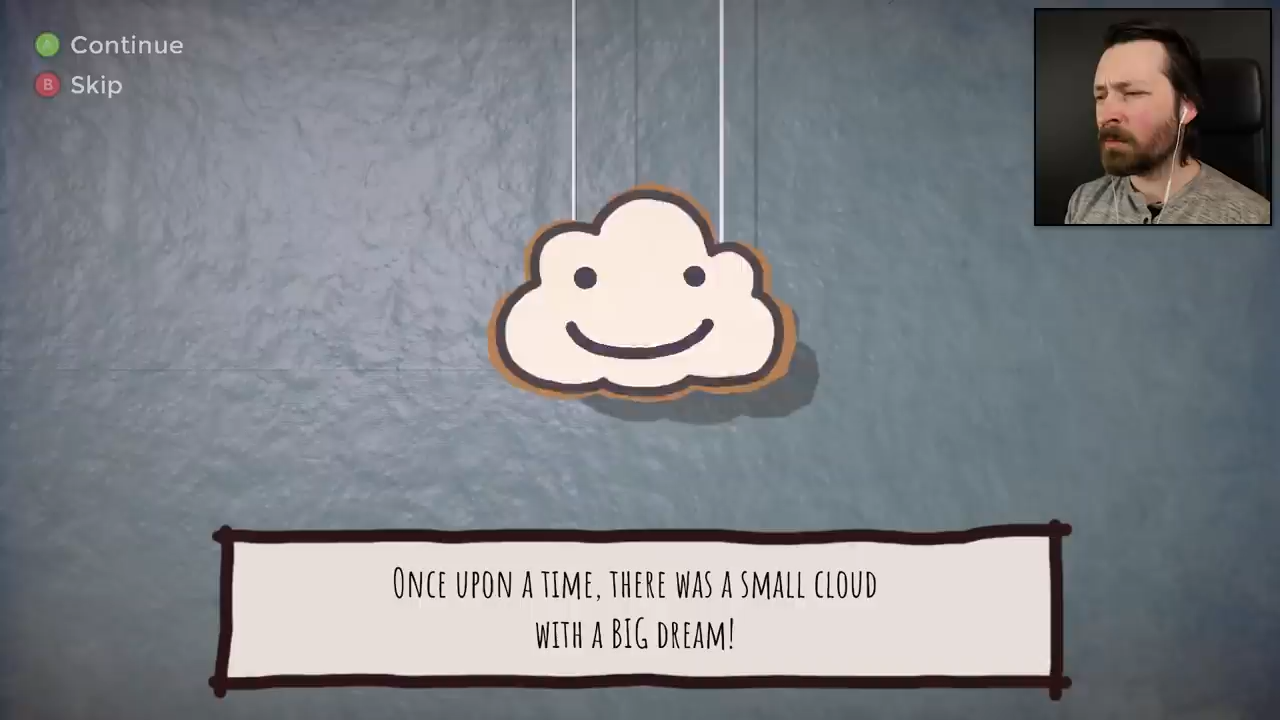 A Continue
B Skip
Once upon a time, there was a small cloud
with a BIG dream!